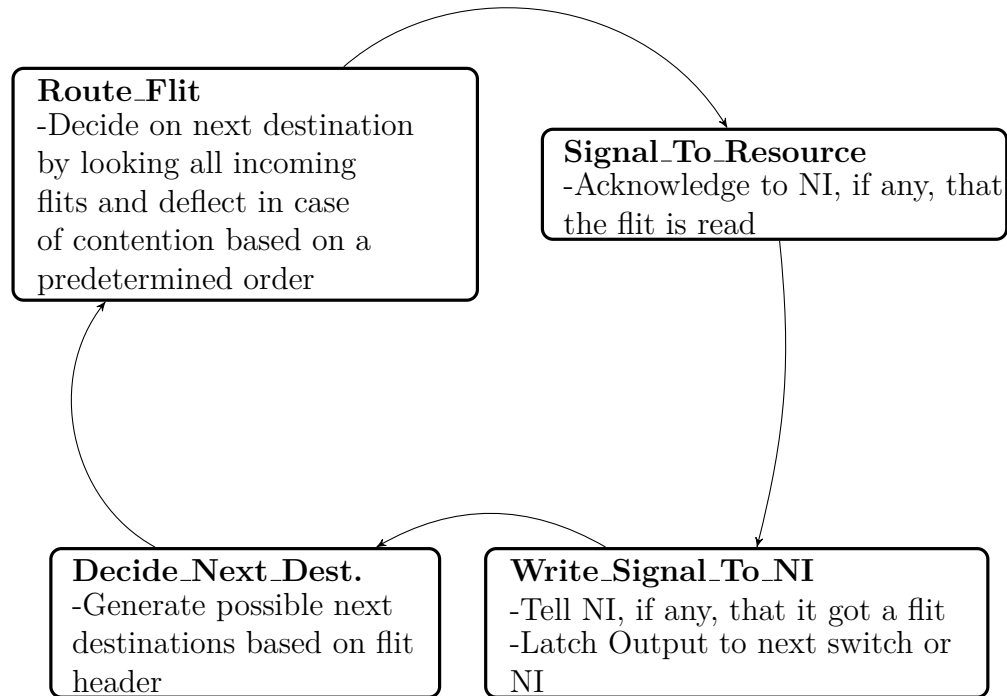 Route_Flit
-Decide on next destination
by looking all incoming
flits and deflect in case
of contention based on a
predetermined order
Signal_To_Resource
-Acknowledge to NI, if any, that
the flit is read
Decide_Next_Dest.
-Generate possible next
destinations based on flit
header
Write_Signal_To_NI
-Tell NI, if any, that it got a flit
-Latch Output to next switch or
NI